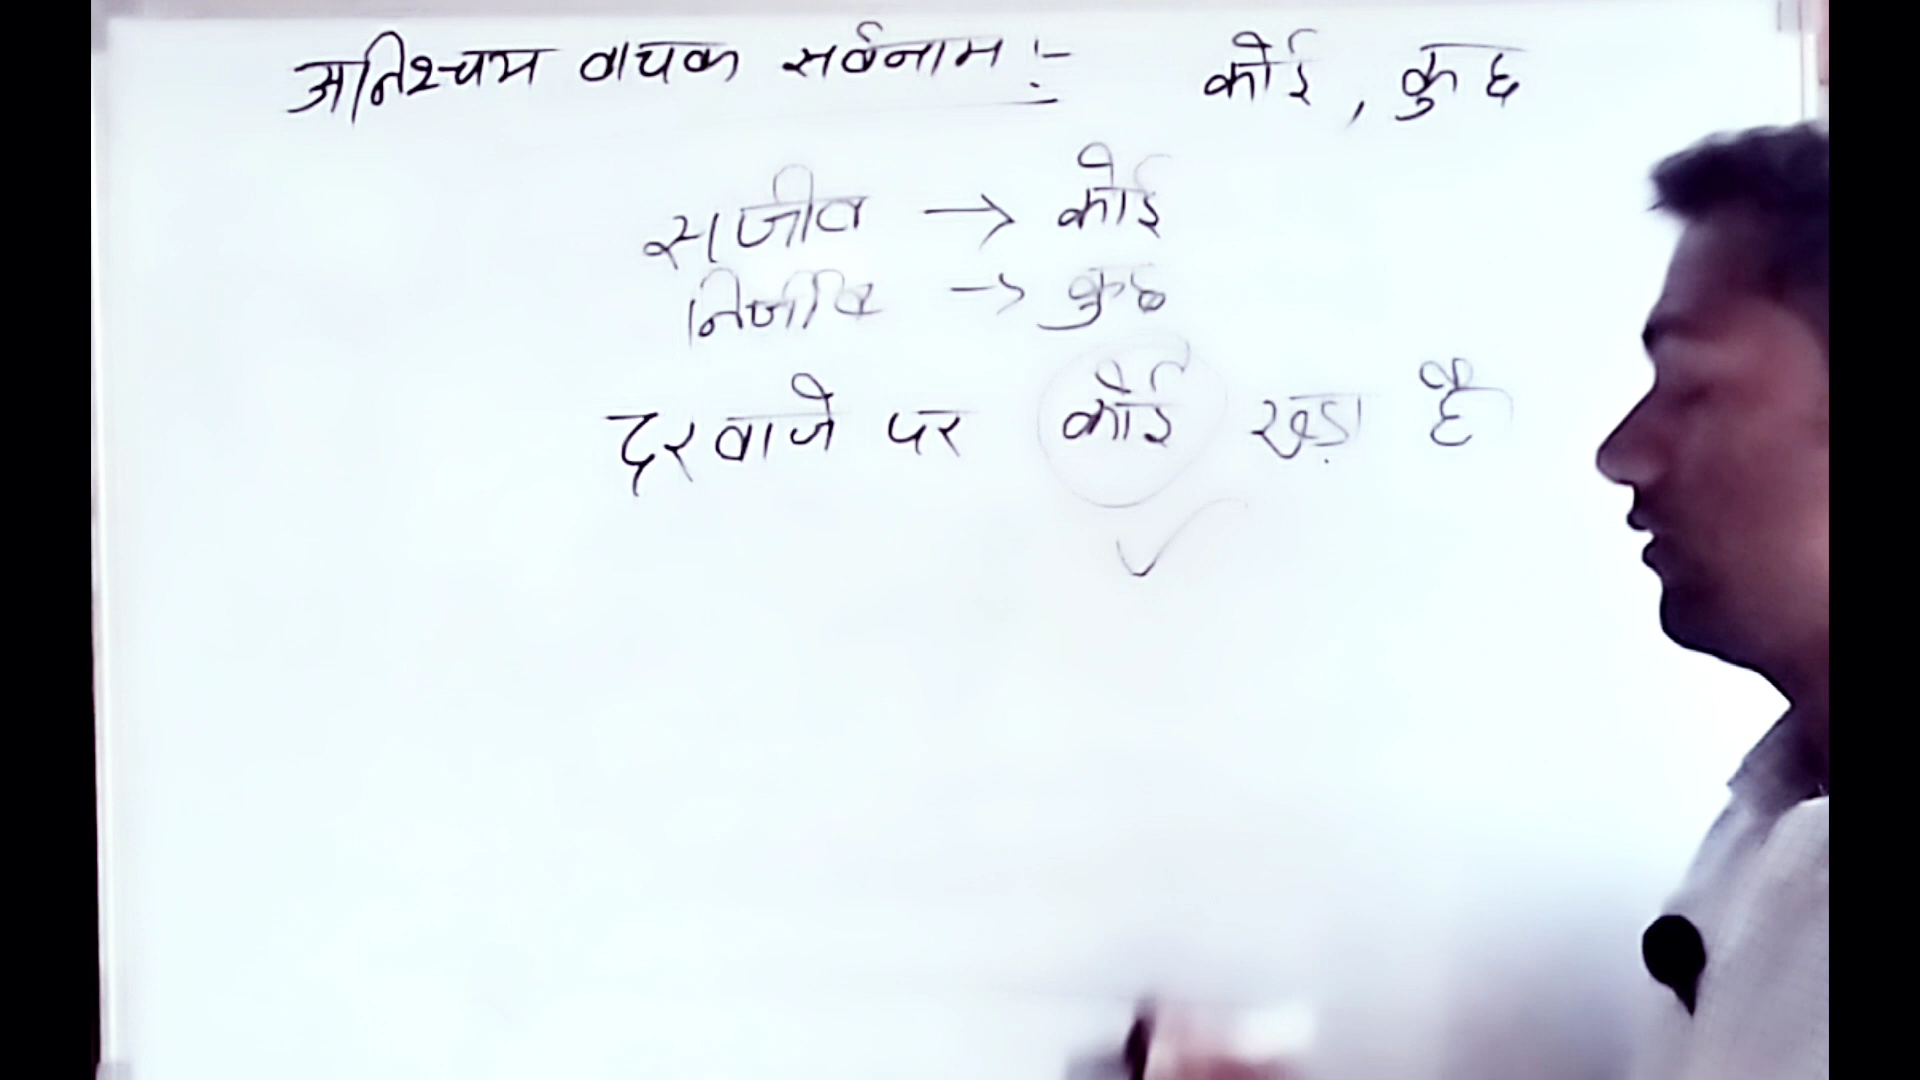 अनिश्चय वाचक सर्वनाम :- कोई, कुछ
सजीव → कोई
निर्जीव → कुछ
दरवाजे पर कोई खड़ा है